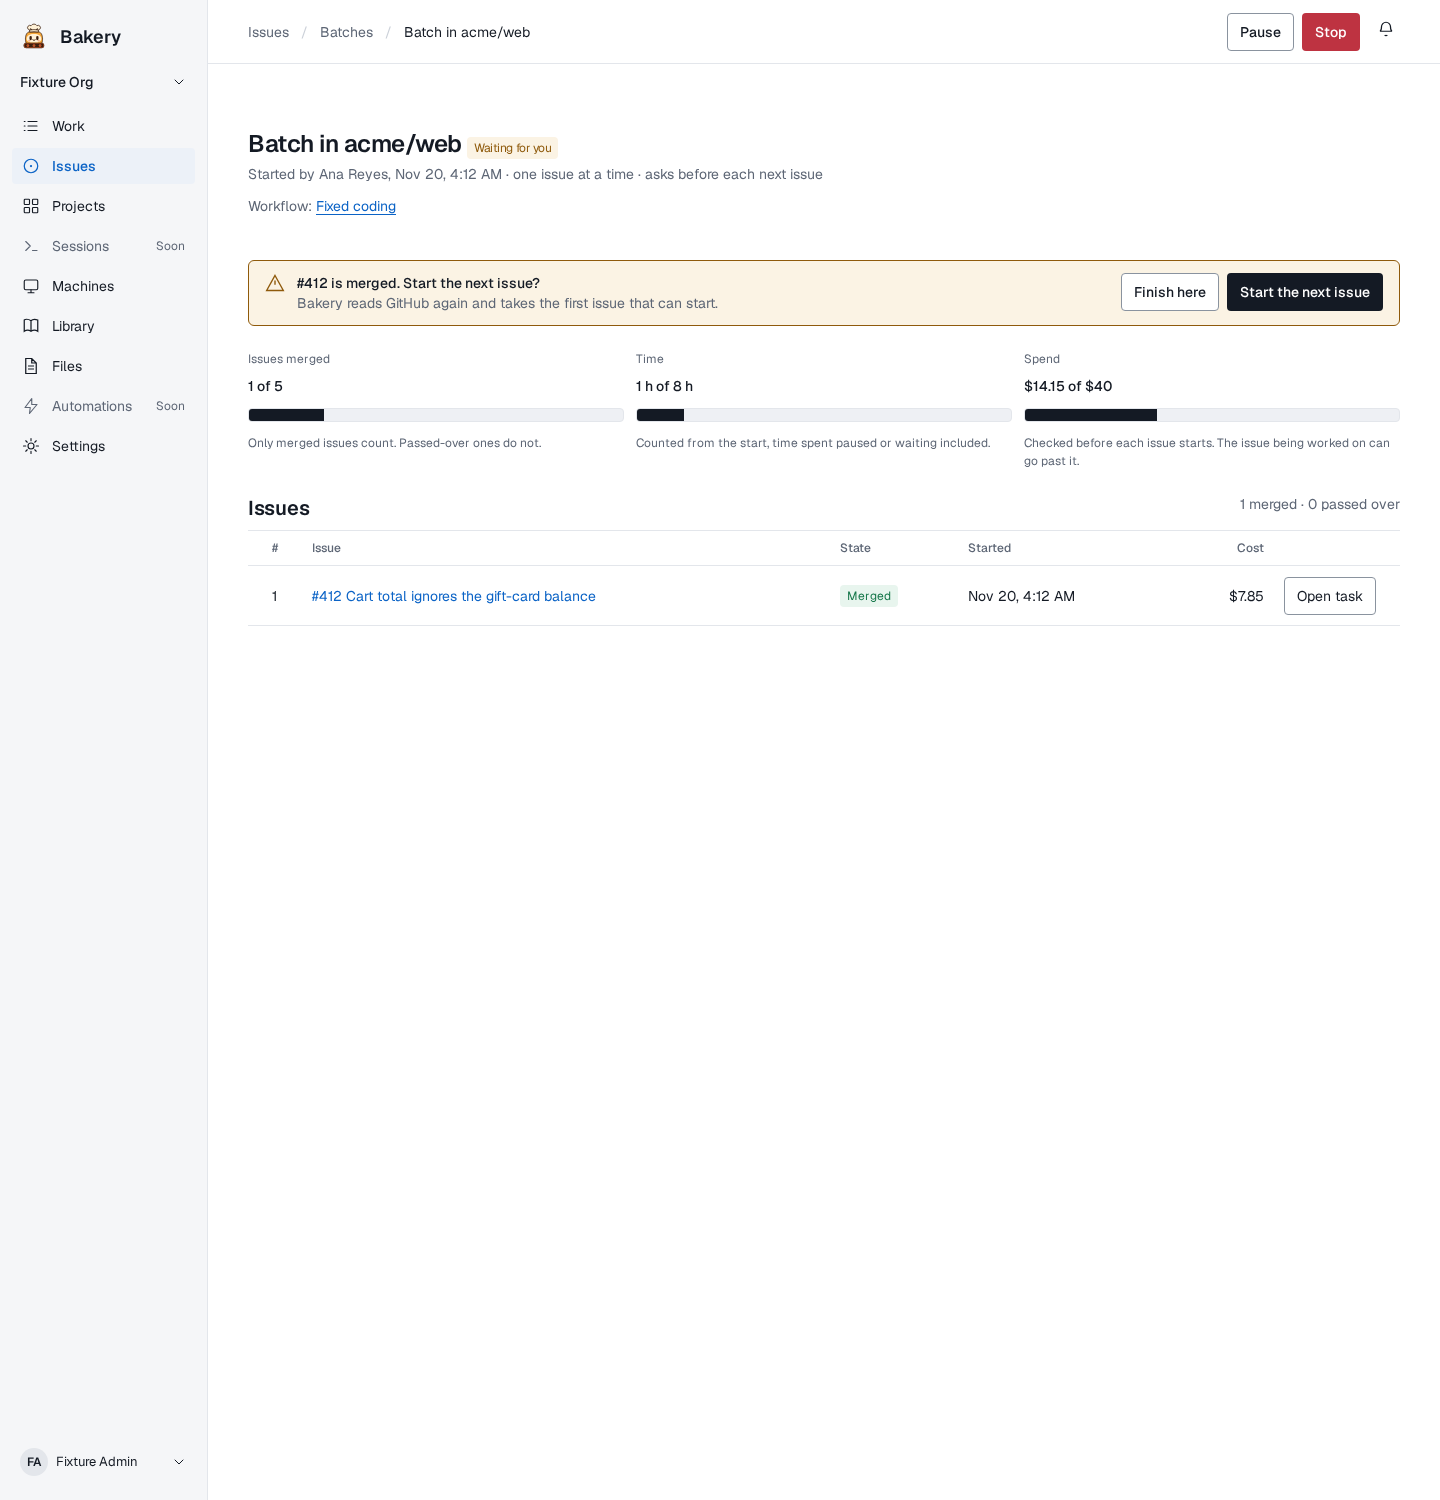 Bakery
Fixture Org
Work
Issues
Projects
Sessions Soon
Machines
Library
Files
Automations Soon
Settings
FA Fixture Admin
Issues / Batches / Batch in acme/web
Pause Stop
Batch in acme/web Waiting for you
Started by Ana Reyes, Nov 20, 4:12 AM · one issue at a time · asks before each next issue
Workflow: Fixed coding
#412 is merged. Start the next issue?
Bakery reads GitHub again and takes the first issue that can start.
Finish here Start the next issue
Issues merged
1 of 5
Only merged issues count. Passed-over ones do not.
Time
1 h of 8 h
Counted from the start, time spent paused or waiting included.
Spend
$14.15 of $40
Checked before each issue starts. The issue being worked on can
go past it.
Issues 1 merged · 0 passed over
# Issue State Started Cost
1 #412 Cart total ignores the gift-card balance Merged Nov 20, 4:12 AM $7.85 Open task